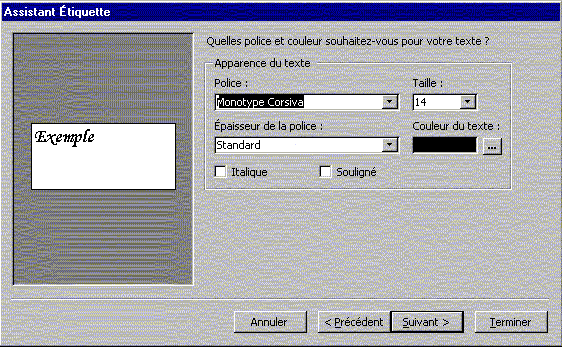 Assistant Étiquette
Quelles police et couleur souhaitez-vous pour votre texte ?
Apparence du texte
Police :
Taille :
Monotype Corsiva
14
Exemple
Épaisseur de la police :
Couleur du texte :
Standard
...
Italique
Souligné
Annuler
< Précédent
Suivant >
Terminer